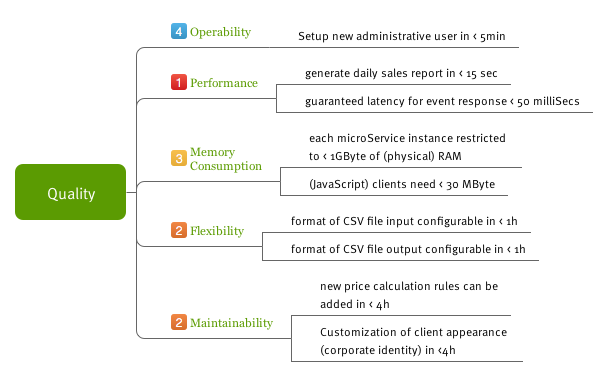 Quality
4 Operability
Setup new administrative user in < 5min
1 Performance
generate daily sales report in < 15 sec
guaranteed latency for event response < 50 milliSecs
3 Memory
Consumption
each microService instance restricted
to < 1GByte of (physical) RAM
(JavaScript) clients need < 30 MByte
2 Flexibility
format of CSV file input configurable in < 1h
format of CSV file output configurable in < 1h
2 Maintainability
new price calculation rules can be
added in < 4h
Customization of client appearance
(corporate identity) in <4h